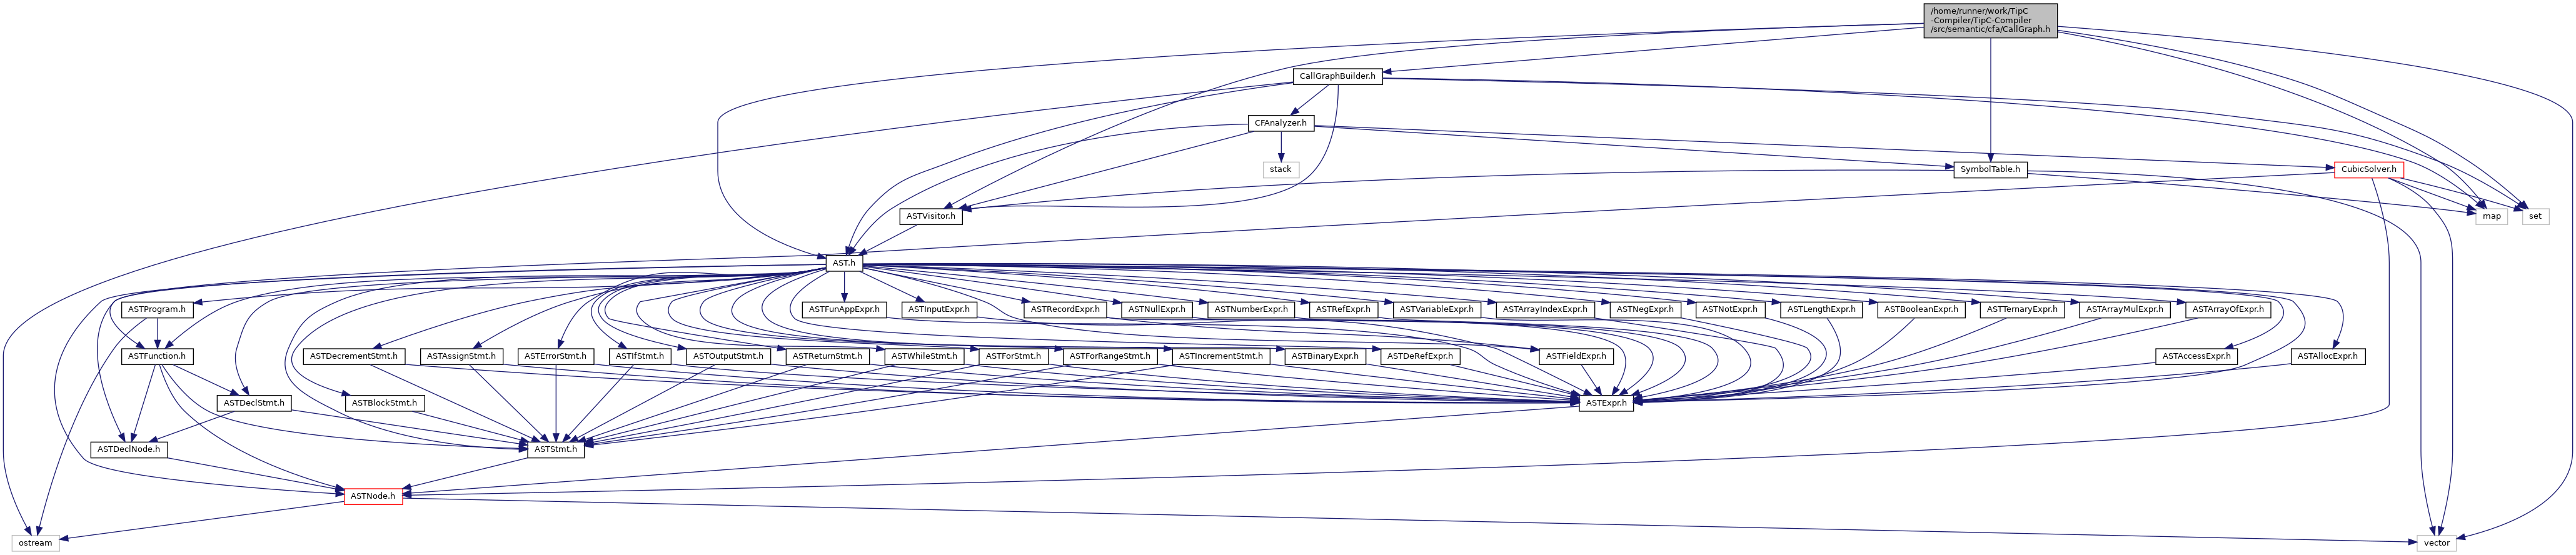 /home/runner/work/TipC
-Compiler/TipC-Compiler
/src/semantic/cfa/CallGraph.h
CallGraphBuilder.h
CFAnalyzer.h
stack
SymbolTable.h
CubicSolver.h
ASTVisitor.h
map
set
AST.h
ASTProgram.h
ASTFunAppExpr.h
ASTInputExpr.h
ASTRecordExpr.h
ASTNullExpr.h
ASTNumberExpr.h
ASTRefExpr.h
ASTVariableExpr.h
ASTArrayIndexExpr.h
ASTNegExpr.h
ASTNotExpr.h
ASTLengthExpr.h
ASTBooleanExpr.h
ASTTernaryExpr.h
ASTArrayMulExpr.h
ASTArrayOfExpr.h
ASTFunction.h
ASTDecrementStmt.h
ASTAssignStmt.h
ASTErrorStmt.h
ASTIfStmt.h
ASTOutputStmt.h
ASTReturnStmt.h
ASTWhileStmt.h
ASTForStmt.h
ASTForRangeStmt.h
ASTIncrementStmt.h
ASTBinaryExpr.h
ASTDeRefExpr.h
ASTFieldExpr.h
ASTAccessExpr.h
ASTAllocExpr.h
ASTDeclStmt.h
ASTBlockStmt.h
ASTExpr.h
ASTDeclNode.h
ASTStmt.h
ASTNode.h
ostream
vector